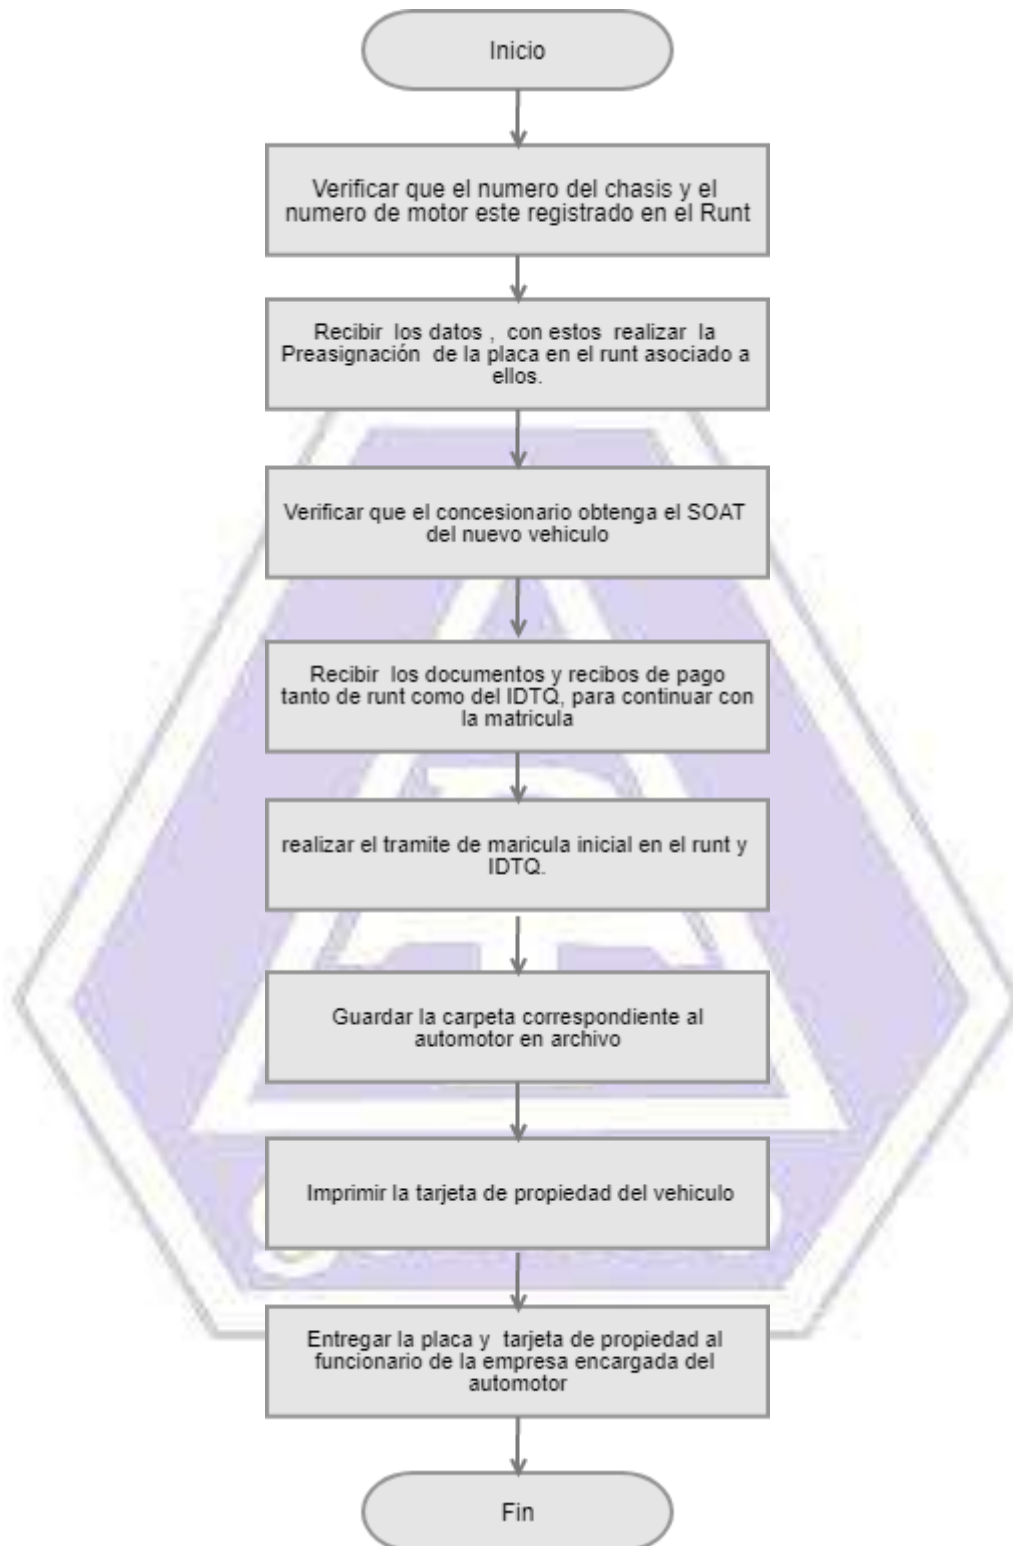 Inicio
Verificar que el numero del chasis y el
numero de motor este registrado en el Runt
Recibir los datos , con estos realizar la
Preasignación de la placa en el runt asociado a
ellos.
Verificar que el concesionario obtenga el SOAT
del nuevo vehiculo
Recibir los documentos y recibos de pago
tanto de runt como del IDTQ, para continuar con
la matricula
realizar el tramite de maricula inicial en el runt y
IDTQ.
Guardar la carpeta correspondiente al
automotor en archivo
Imprimir la tarjeta de propiedad del vehiculo
Entregar la placa y tarjeta de propiedad al
funcionario de la empresa encargada del
automotor
Fin